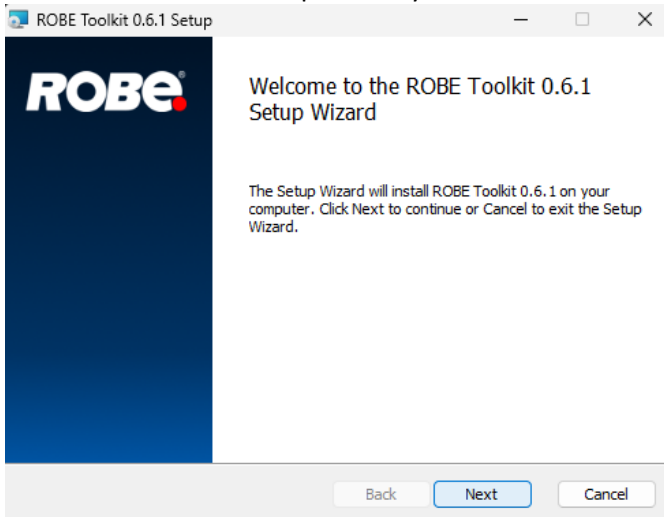 ROBE Toolkit 0.6.1 Setup
ROBe®
Welcome to the ROBE Toolkit 0.6.1
Setup Wizard
The Setup Wizard will install ROBE Toolkit 0.6.1 on your
computer. Click Next to continue or Cancel to exit the Setup
Wizard.
Back
Next
Cancel